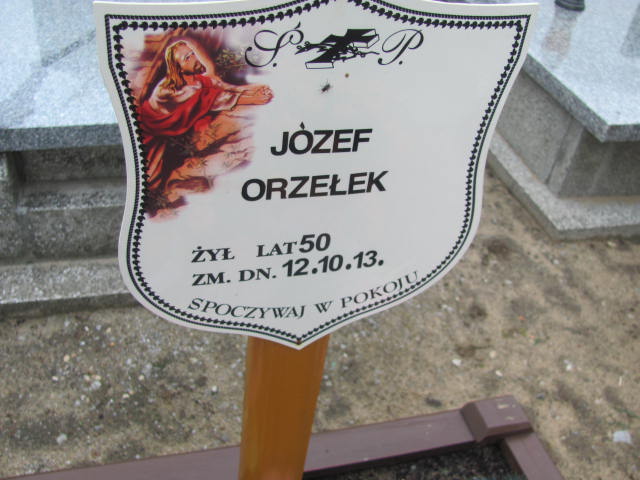 Ś. P.
JÓZEF
ORZEŁEK
ŻYŁ LAT 50
ZM. DN. 12.10.13.
SPOCZYWAJ W POKOJU